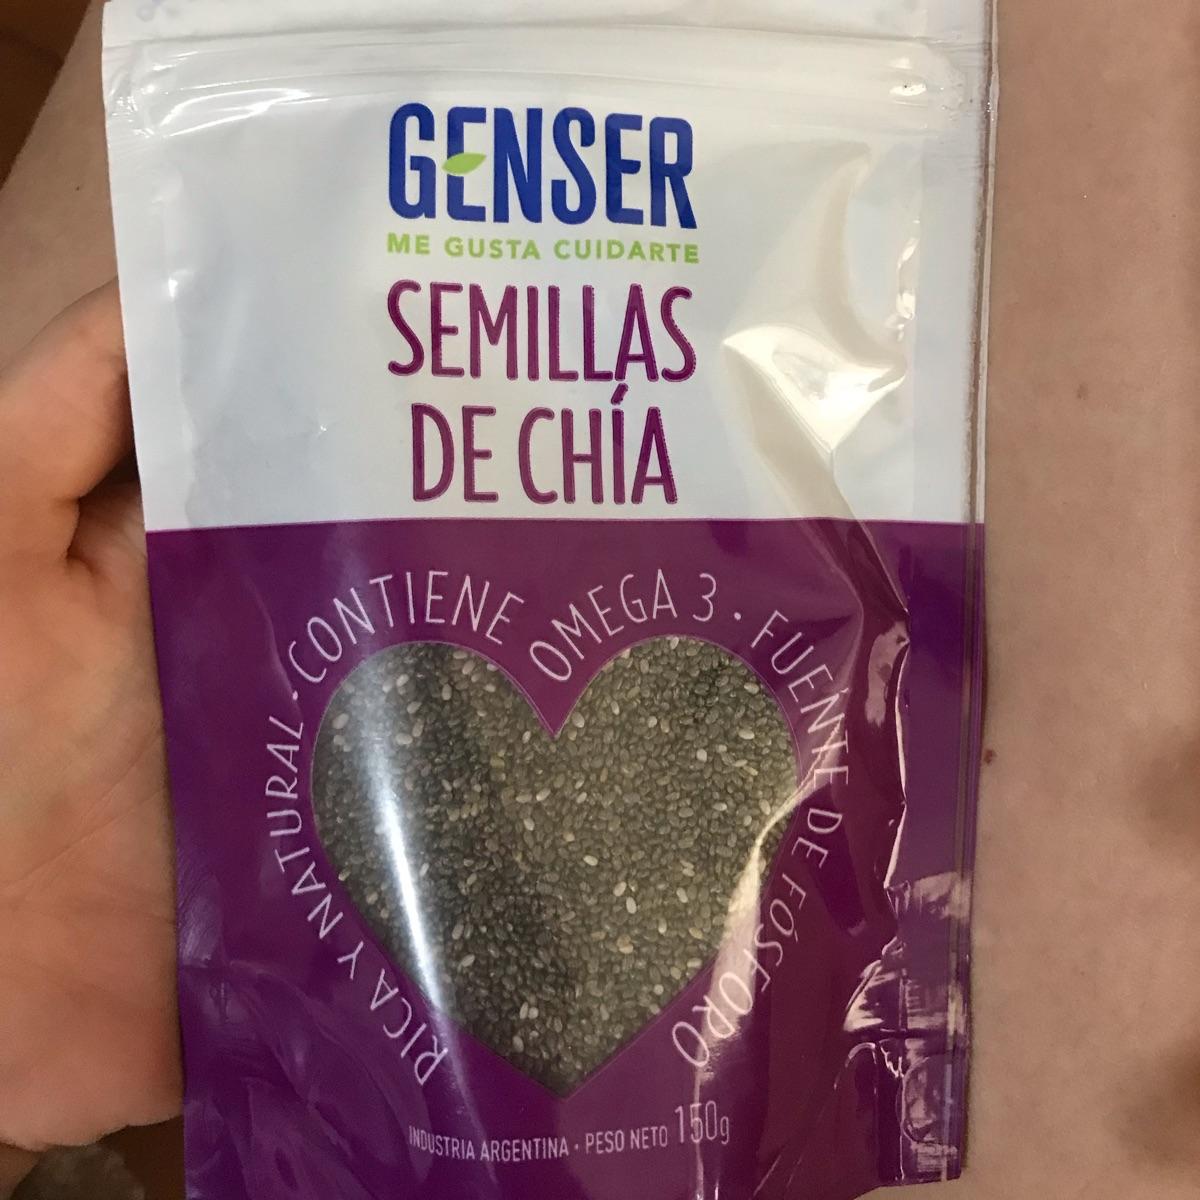 GENSER
ME GUSTA CUIDARTE
SEMILLAS
DE CHÍA
RICA Y NATURAL · CONTIENE OMEGA 3 · FUENTE DE FÓSFORO
INDUSTRIA ARGENTINA · PESO NETO 150g